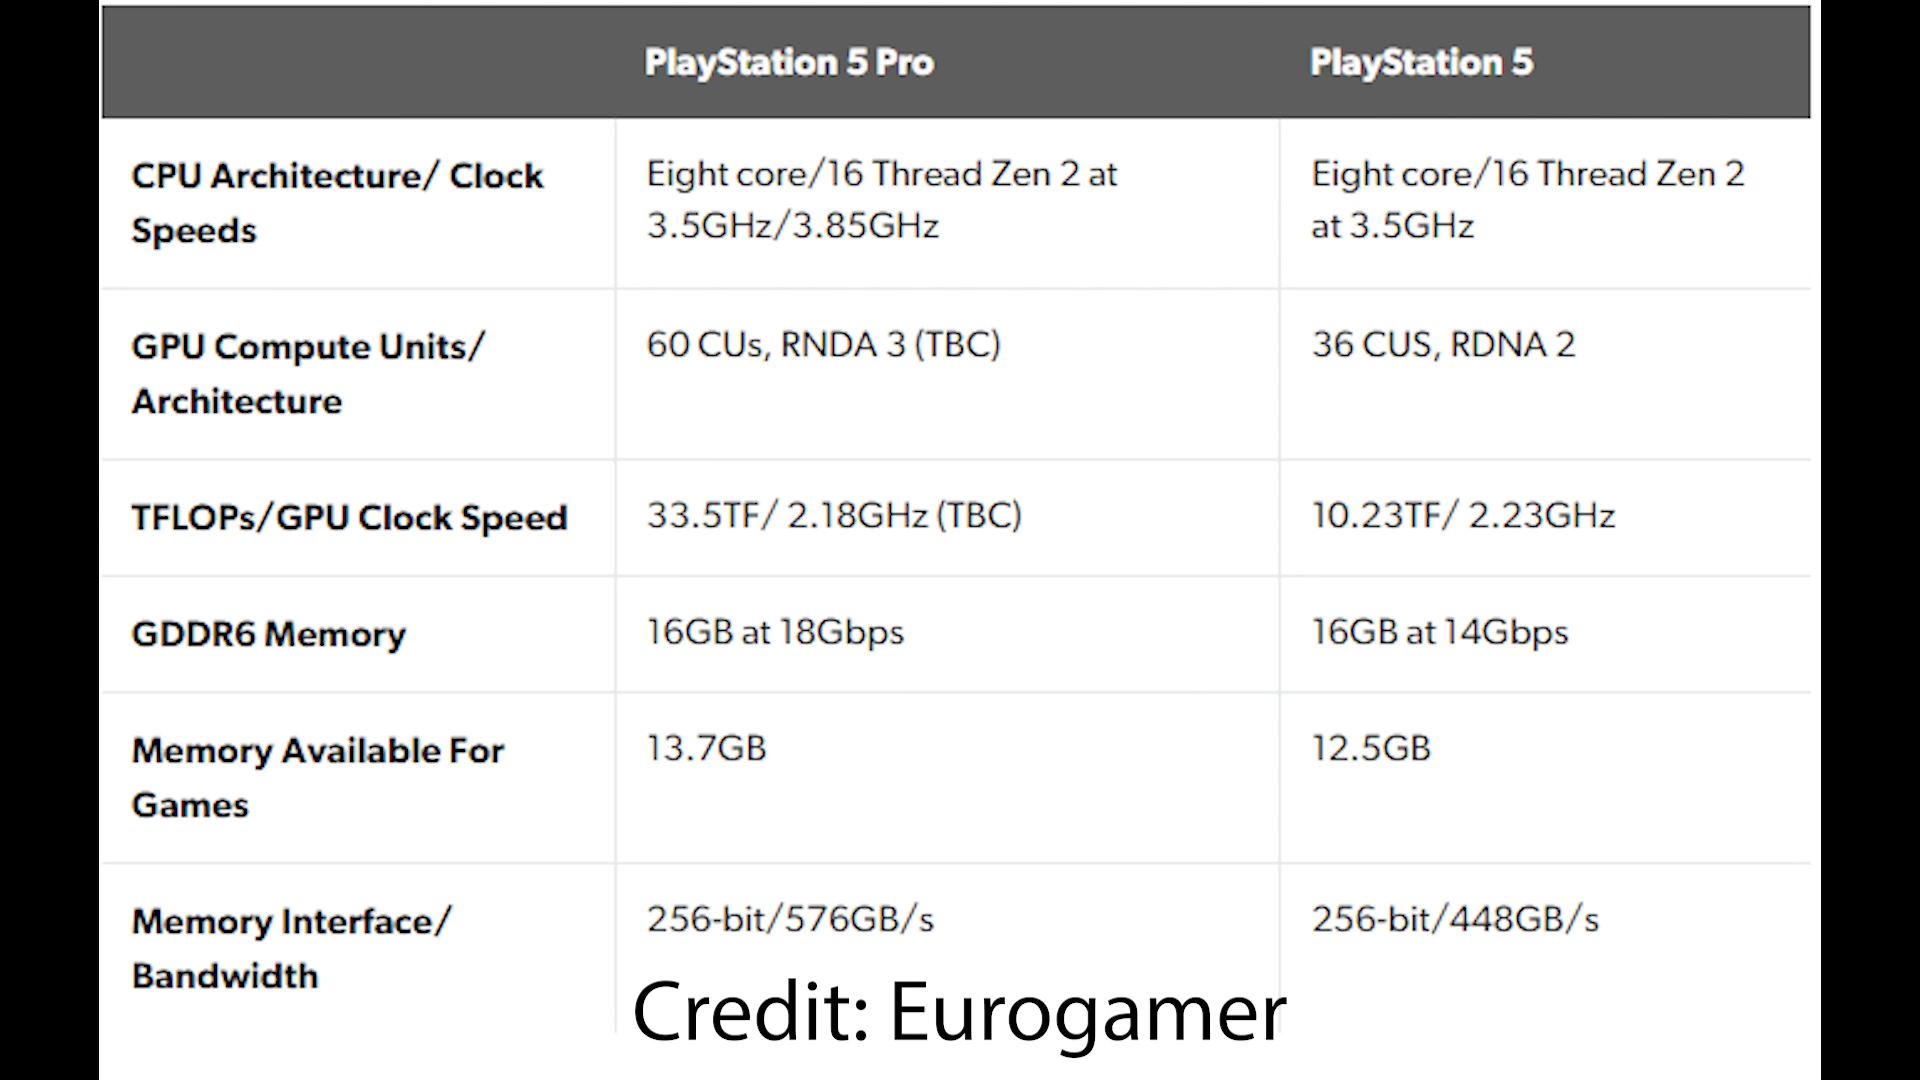 PlayStation 5 Pro PlayStation 5
CPU Architecture/ Clock Eight core/16 Thread Zen 2 at Eight core/16 Thread Zen 2
Speeds 3.5GHz/3.85GHz at 3.5GHz
GPU Compute Units/ 60 CUs, RNDA 3 (TBC) 36 CUS, RDNA 2
Architecture
TFLOPs/GPU Clock Speed 33.5TF/ 2.18GHz (TBC) 10.23TF/ 2.23GHz
GDDR6 Memory 16GB at 18Gbps 16GB at 14Gbps
Memory Available For 13.7GB 12.5GB
Games
Memory Interface/ 256-bit/576GB/s 256-bit/448GB/s
Bandwidth
Credit: Eurogamer